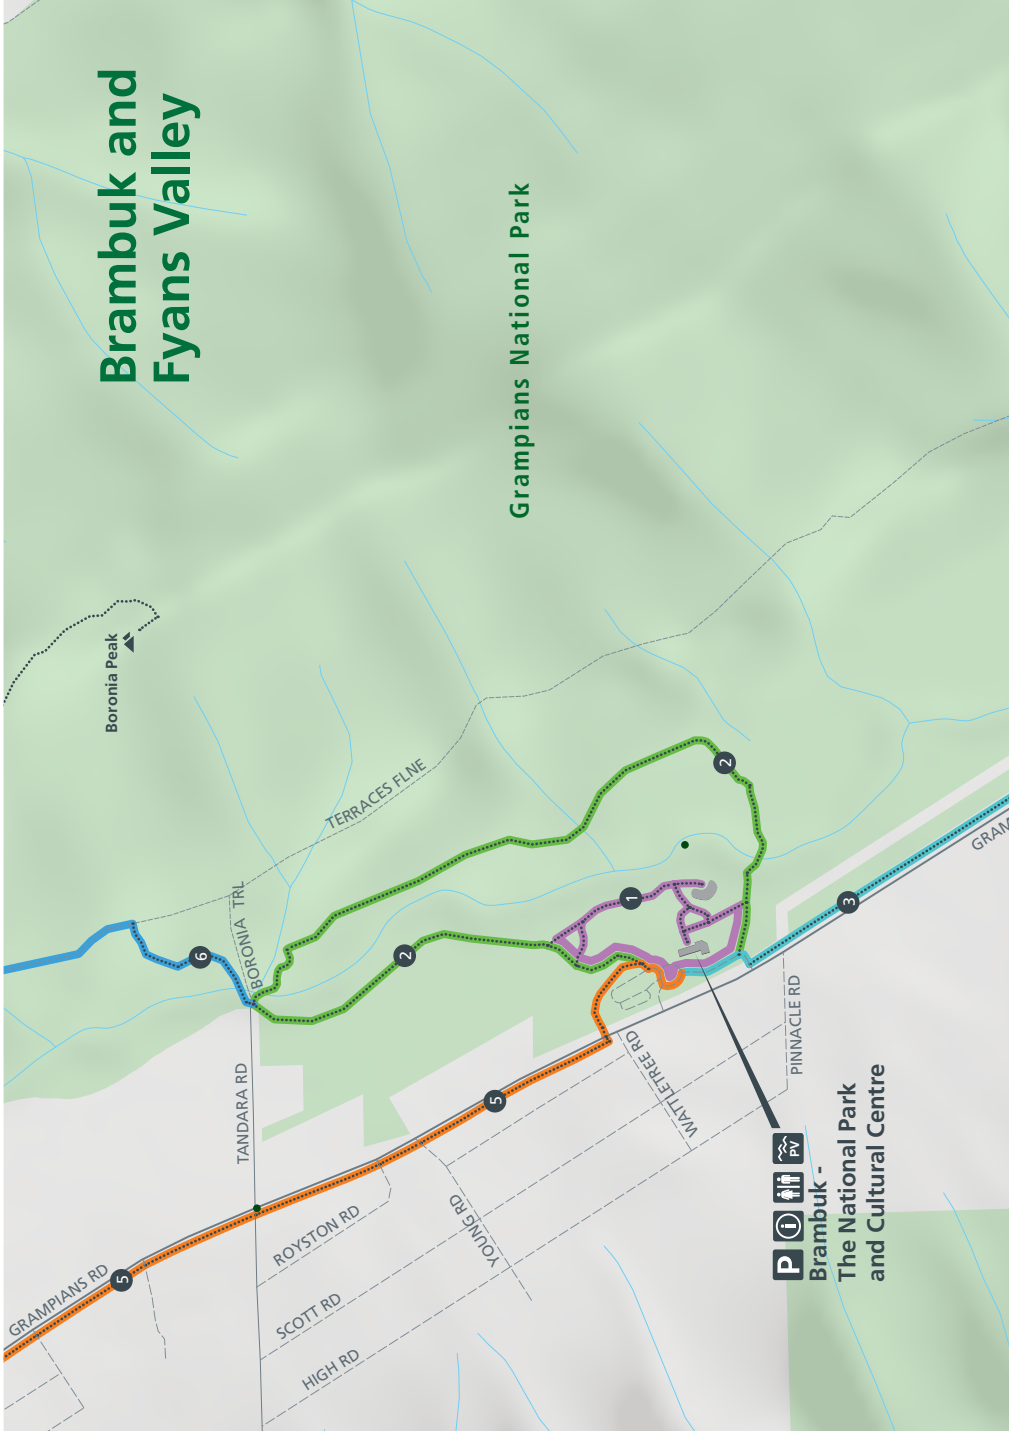 Brambuk and
Fyans Valley
Grampians National Park
Boronia Peak
TERRACES FLNE
BORONIA TRL
6
2
2
1
3
GRAM
TANDARA RD
5
WATTLETREE RD
PINNACLE RD
GRAMPIANS RD
5
ROYSTON RD
YOUNG RD
SCOTT RD
HIGH RD
P i PV
Brambuk -
The National Park
and Cultural Centre